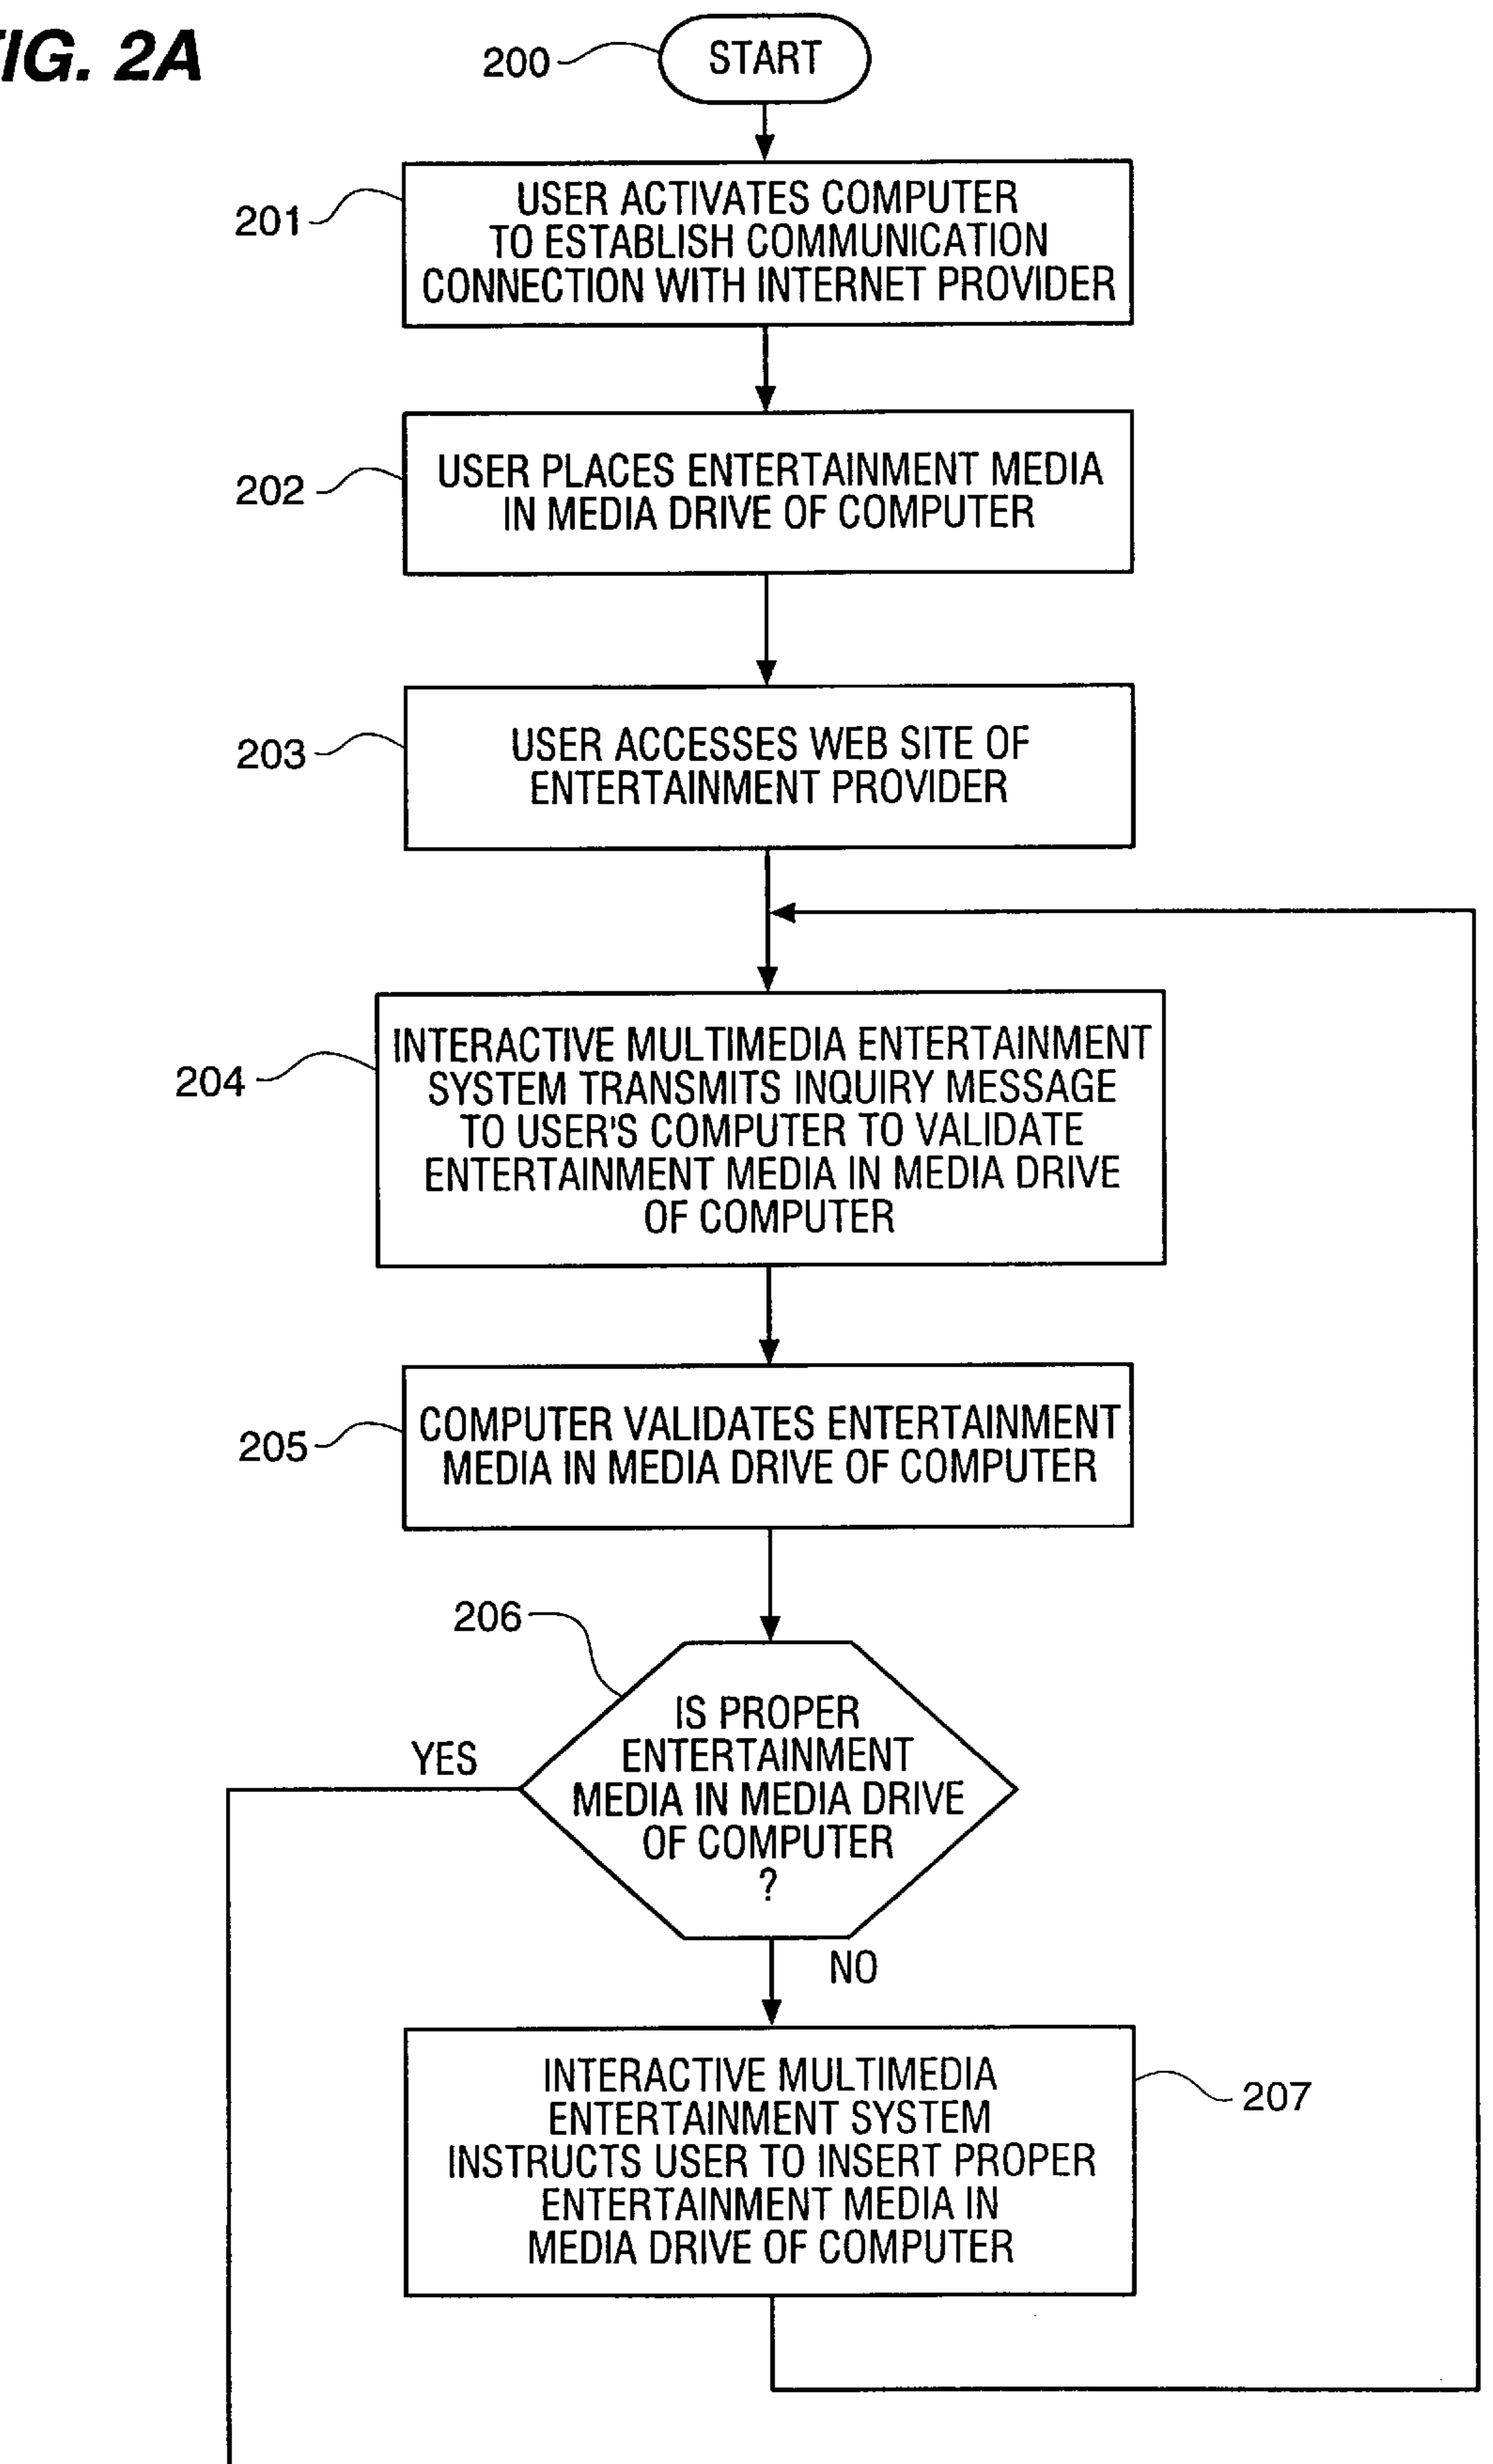 IG. 2A
200
START
201
USER ACTIVATES COMPUTER
TO ESTABLISH COMMUNICATION
CONNECTION WITH INTERNET PROVIDER
202
USER PLACES ENTERTAINMENT MEDIA
IN MEDIA DRIVE OF COMPUTER
203
USER ACCESSES WEB SITE OF
ENTERTAINMENT PROVIDER
204
INTERACTIVE MULTIMEDIA ENTERTAINMENT
SYSTEM TRANSMITS INQUIRY MESSAGE
TO USER'S COMPUTER TO VALIDATE
ENTERTAINMENT MEDIA IN MEDIA DRIVE
OF COMPUTER
205
COMPUTER VALIDATES ENTERTAINMENT
MEDIA IN MEDIA DRIVE OF COMPUTER
206
IS PROPER
ENTERTAINMENT
MEDIA IN MEDIA DRIVE
OF COMPUTER
?
YES
NO
INTERACTIVE MULTIMEDIA
ENTERTAINMENT SYSTEM
INSTRUCTS USER TO INSERT PROPER
ENTERTAINMENT MEDIA IN
MEDIA DRIVE OF COMPUTER
207